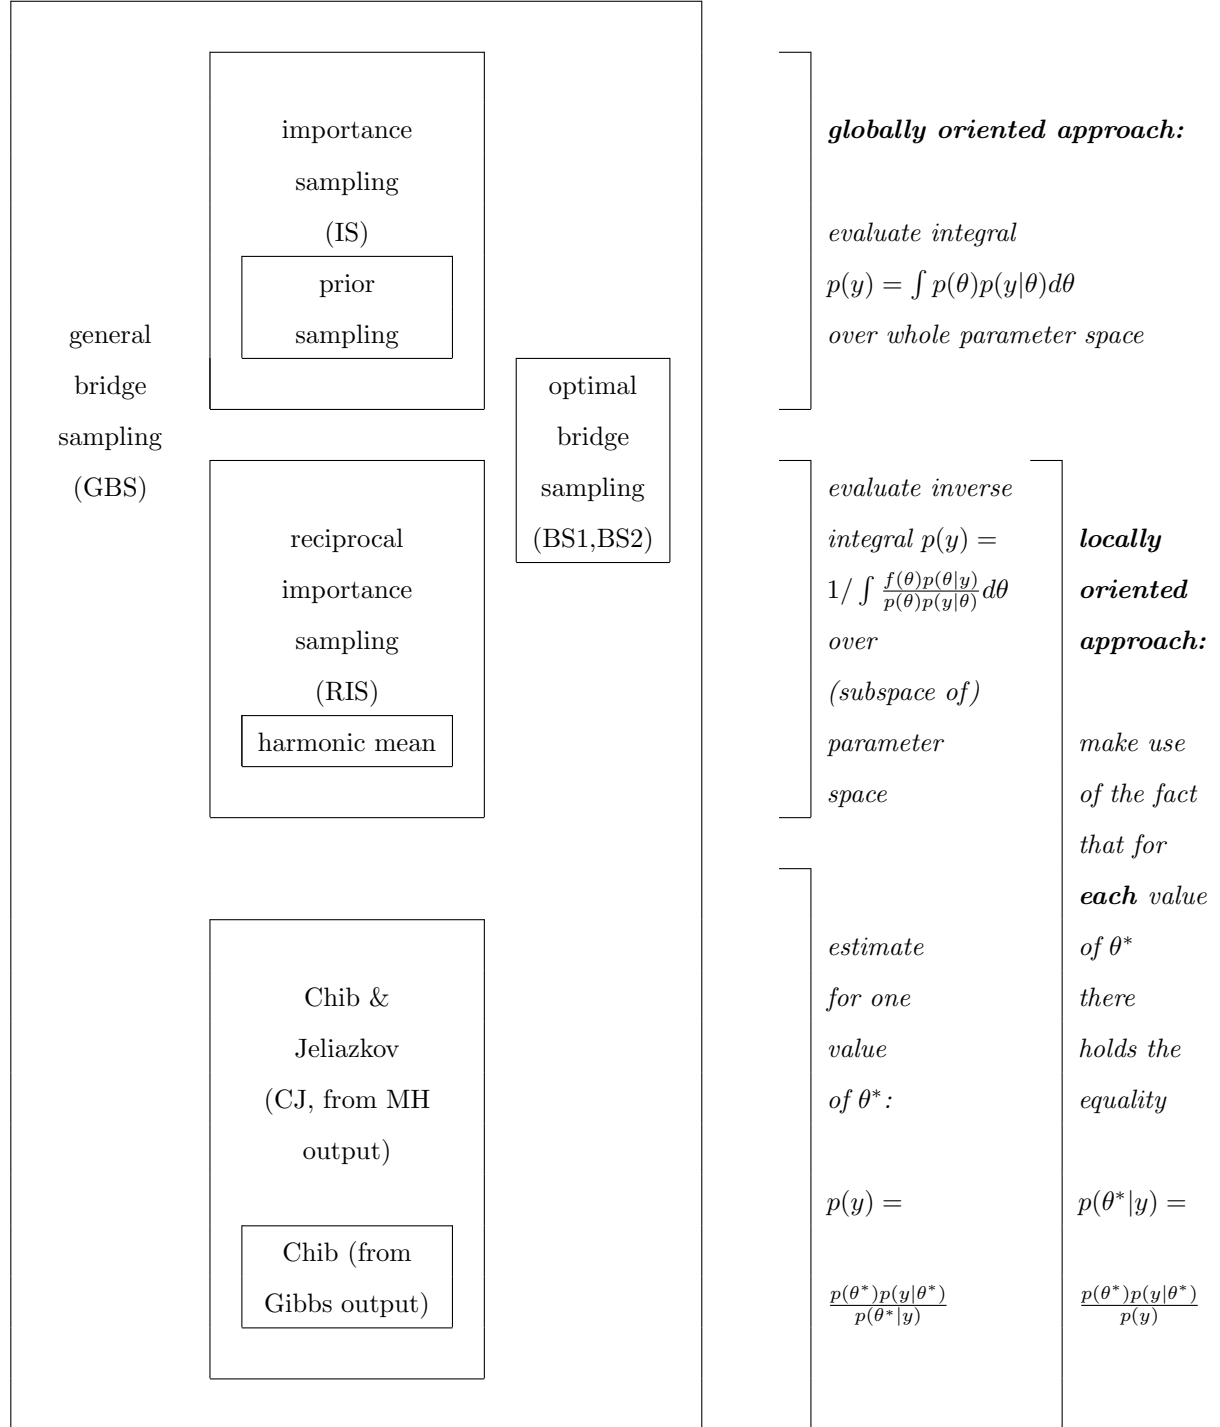 general
bridge
sampling
(GBS)
importance
sampling
(IS)
prior
sampling
optimal
bridge
sampling
(BS1,BS2)
reciprocal
importance
sampling
(RIS)
harmonic mean
Chib &
Jeliazkov
(CJ, from MH
output)
Chib (from
Gibbs output)
globally oriented approach:
evaluate integral
p(y) = ∫ p(θ)p(y|θ)dθ
over whole parameter space
evaluate inverse
integral p(y) =
1/ ∫ \frac{f(θ)p(θ|y)}{p(θ)p(y|θ)} dθ
over
(subspace of)
parameter
space
estimate
for one
value
of θ*:
p(y) =
\frac{p(θ*)p(y|θ*)}{p(θ*|y)}
locally
oriented
approach:
make use
of the fact
that for
each value
of θ*
there
holds the
equality
p(θ*|y) =
\frac{p(θ*)p(y|θ*)}{p(y)}